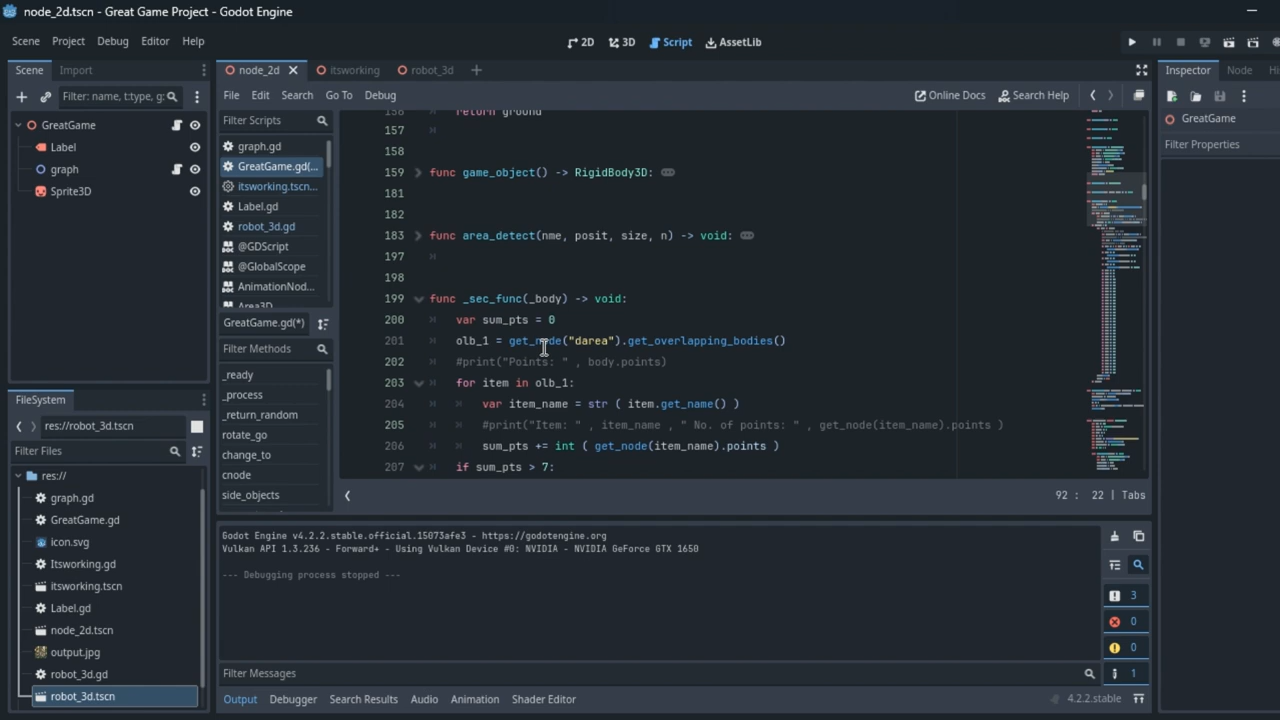 node_2d.tscn - Great Game Project - Godot Engine
Scene Project Debug Editor Help
2D 3D Script AssetLib
Scene Import
node_2d itsworking robot_3d
Inspector Node Hi
Filter: name, t:type, g:
File Edit Search Go To Debug
Online Docs Search Help
GreatGame
Label
graph
Sprite3D
Filter Scripts
graph.gd
GreatGame.gd(...
itsworking.tscn...
Label.gd
robot_3d.gd
@GDScript
@GlobalScope
AnimationNod...
Area3D
GreatGame.gd(*)
Filter Methods
_ready
_process
_return_random
rotate_go
change_to
cnode
side_objects
156 return ground
157
158
func game_object() -> RigidBody3D:
181
182
func area_detect(nme, posit, size, n) -> void:
197
198
199 func _sec_func(_body) -> void:
200 var sum_pts = 0
201 olb_1 = get_node("darea").get_overlapping_bodies()
202 #print("Points: " , body.points)
203 for item in olb_1:
204 var item_name = str ( item.get_name() )
205 #print("Item: " , item_name , " No. of points: " , get_node(item_name).points )
sum_pts += int ( get_node(item_name).points )
if sum_pts > 7:
92 : 22 | Tabs
GreatGame
Filter Properties
FileSystem
res://robot_3d.tscn
Filter Files
res://
graph.gd
GreatGame.gd
icon.svg
Itsworking.gd
itsworking.tscn
Label.gd
node_2d.tscn
output.jpg
robot_3d.gd
robot_3d.tscn
Godot Engine v4.2.2.stable.official.15073afe3 - https://godotengine.org
Vulkan API 1.3.236 - Forward+ - Using Vulkan Device #0: NVIDIA - NVIDIA GeForce GTX 1650
--- Debugging process stopped ---
3
0
0
1
Filter Messages
Output Debugger Search Results Audio Animation Shader Editor
4.2.2.stable